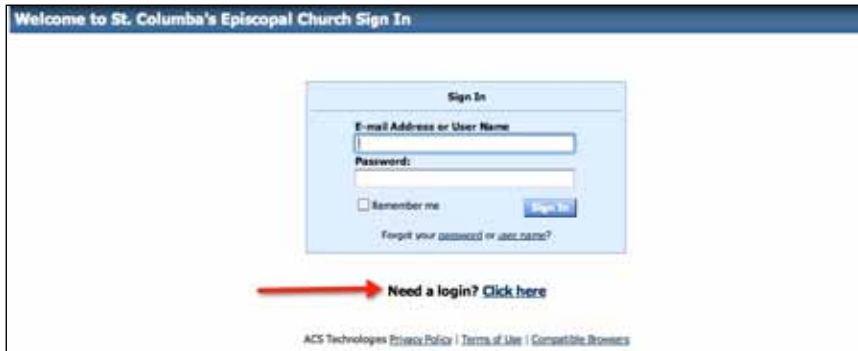 Welcome to St. Columba's Episcopal Church Sign In
Sign In
E-mail Address or User Name
Password:
Remember me
Sign In
Forgot your password or user name?
Need a login? Click here
ACS Technologies Privacy Policy | Terms of Use | Compatible Browsers